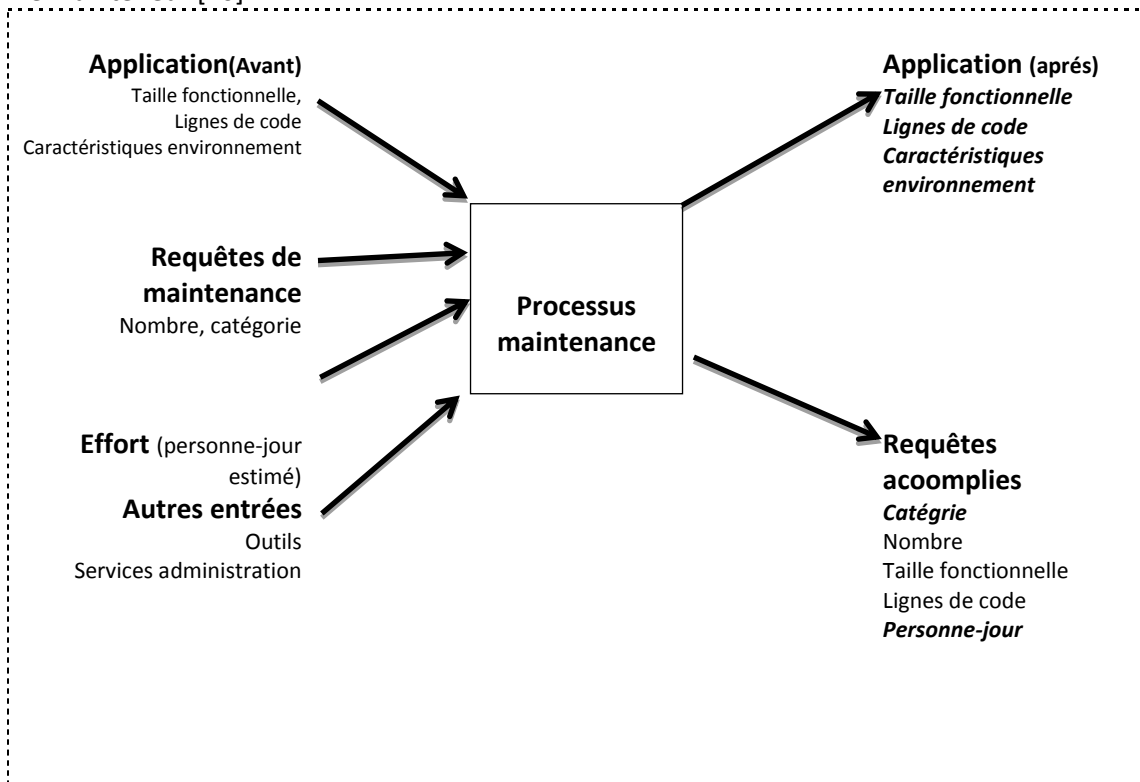 Application(Avant)
Taille fonctionnelle,
Lignes de code
Caractéristiques environnement
Requêtes de
maintenance
Nombre, catégorie
Effort (personne-jour
estimé)
Autres entrées
Outils
Services administration
Processus
maintenance
Application (aprés)
Taille fonctionnelle
Lignes de code
Caractéristiques
environnement
Requêtes
acoomplies
Catégrie
Nombre
Taille fonctionnelle
Lignes de code
Personne-jour